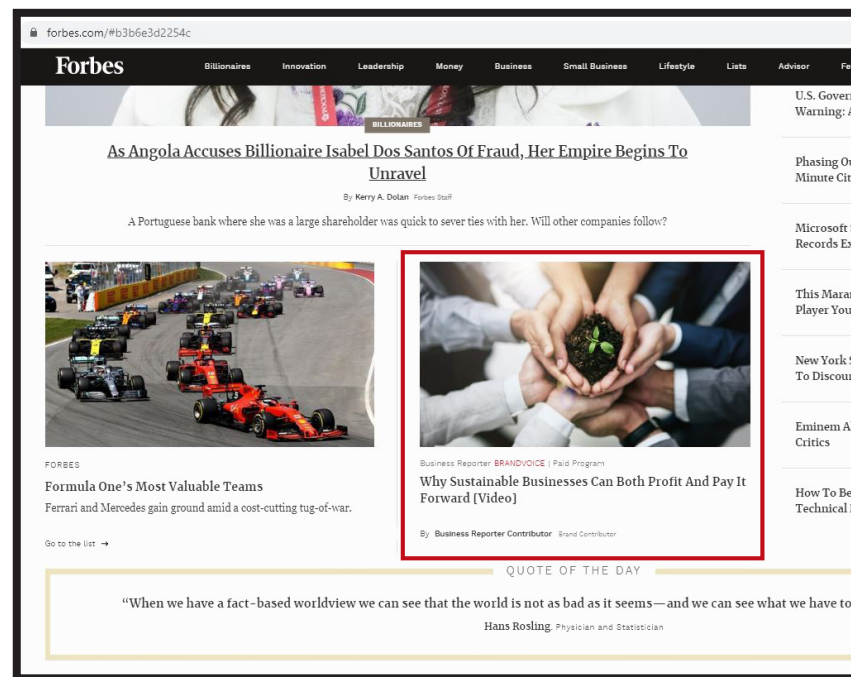 forbes.com/#b3b6e3d2254c
Forbes
Billionaires Innovation Leadership Money Business Small Business Lifestyle Lists Advisor Fe
BILLIONAIRES
As Angola Accuses Billionaire Isabel Dos Santos Of Fraud, Her Empire Begins To
Unravel
By Kerry A. Dolan Forbes Staff
A Portuguese bank where she was a large shareholder was quick to sever ties with her. Will other companies follow?
FORBES
Formula One's Most Valuable Teams
Ferrari and Mercedes gain ground amid a cost-cutting tug-of-war.
Go to the list →
Business Reporter BRANDVOICE | Paid Program
Why Sustainable Businesses Can Both Profit And Pay It
Forward [Video]
By Business Reporter Contributor Brand Contributor
U.S. Govern
Warning: A
Phasing Ou
Minute Cit
Microsoft
Records Ex
This Maran
Player You
New York S
To Discoun
Eminem A
Critics
How To Be
Technical
QUOTE OF THE DAY
“When we have a fact-based worldview we can see that the world is not as bad as it seems—and we can see what we have to
Hans Rosling, Physician and Statistician